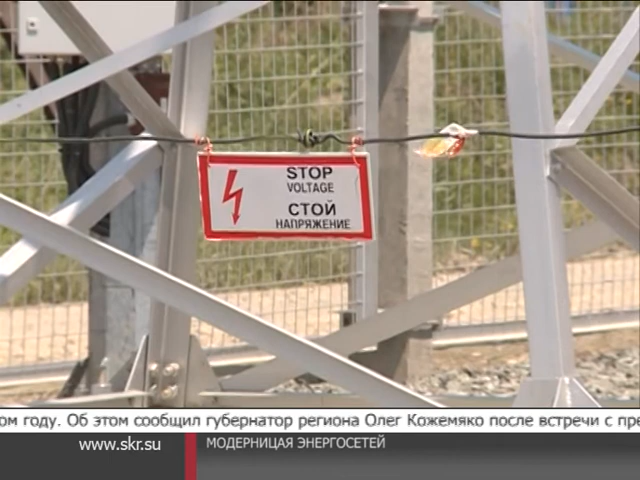 STOP
VOLTAGE
СТОЙ
НАПРЯЖЕНИЕ
ом году. Об этом сообщил губернатор региона Олег Кожемяко после встречи с пре
www.skr.su
МОДЕРНИЦАЯ ЭНЕРГОСЕТЕЙ